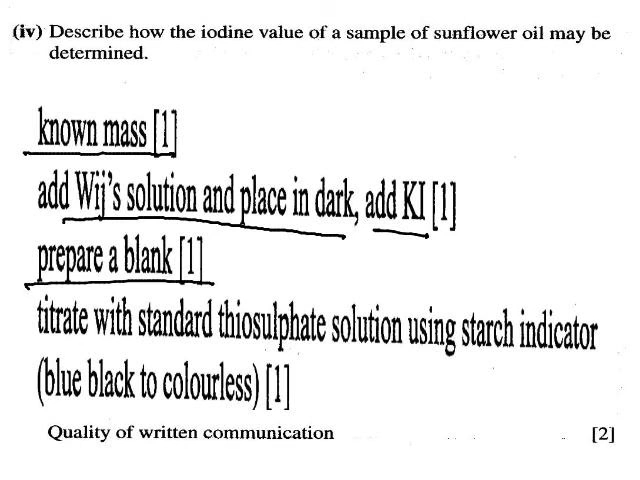 (iv) Describe how the iodine value of a sample of sunflower oil may be
determined.
known mass [1]
add Wij's solution and place in dark, add KI [1]
prepare a blank [1]
titrate with standard thiosulphate solution using starch indicator
(blue black to colourless) [1]
Quality of written communication [2]